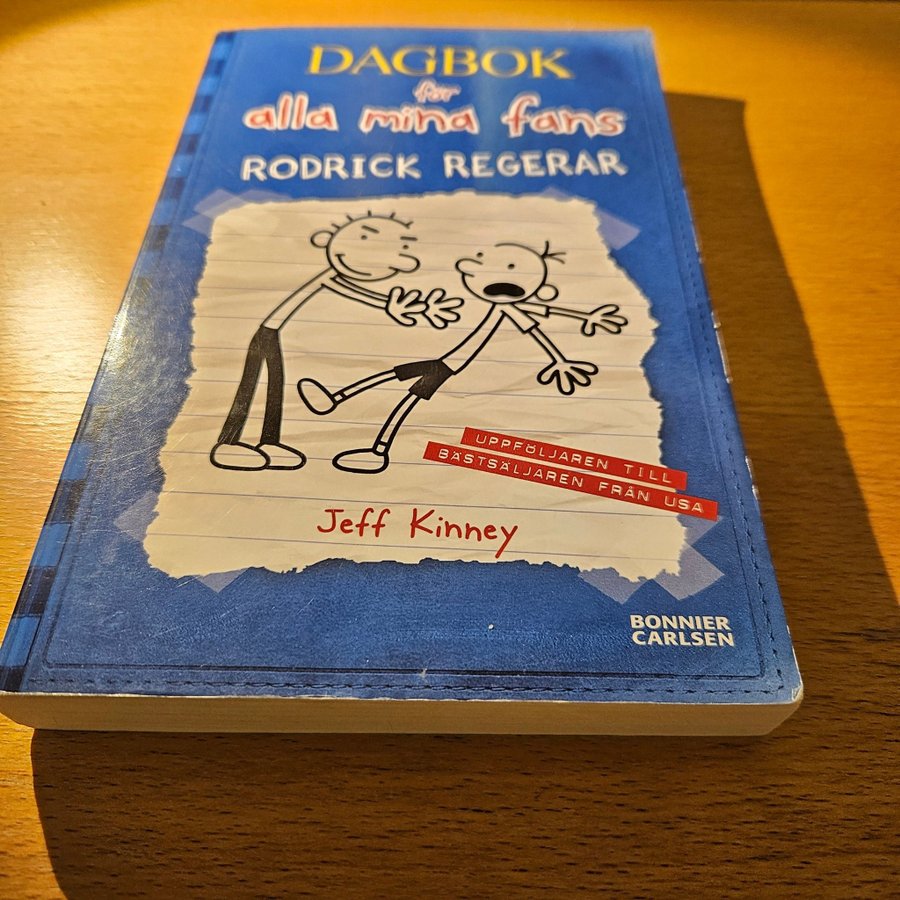 DAGBOK
för
alla mina fans
RODRICK REGERAR
UPPFÖLJAREN TILL
BÄSTSÄLJAREN FRÅN USA
Jeff Kinney
BONNIER
CARLSEN